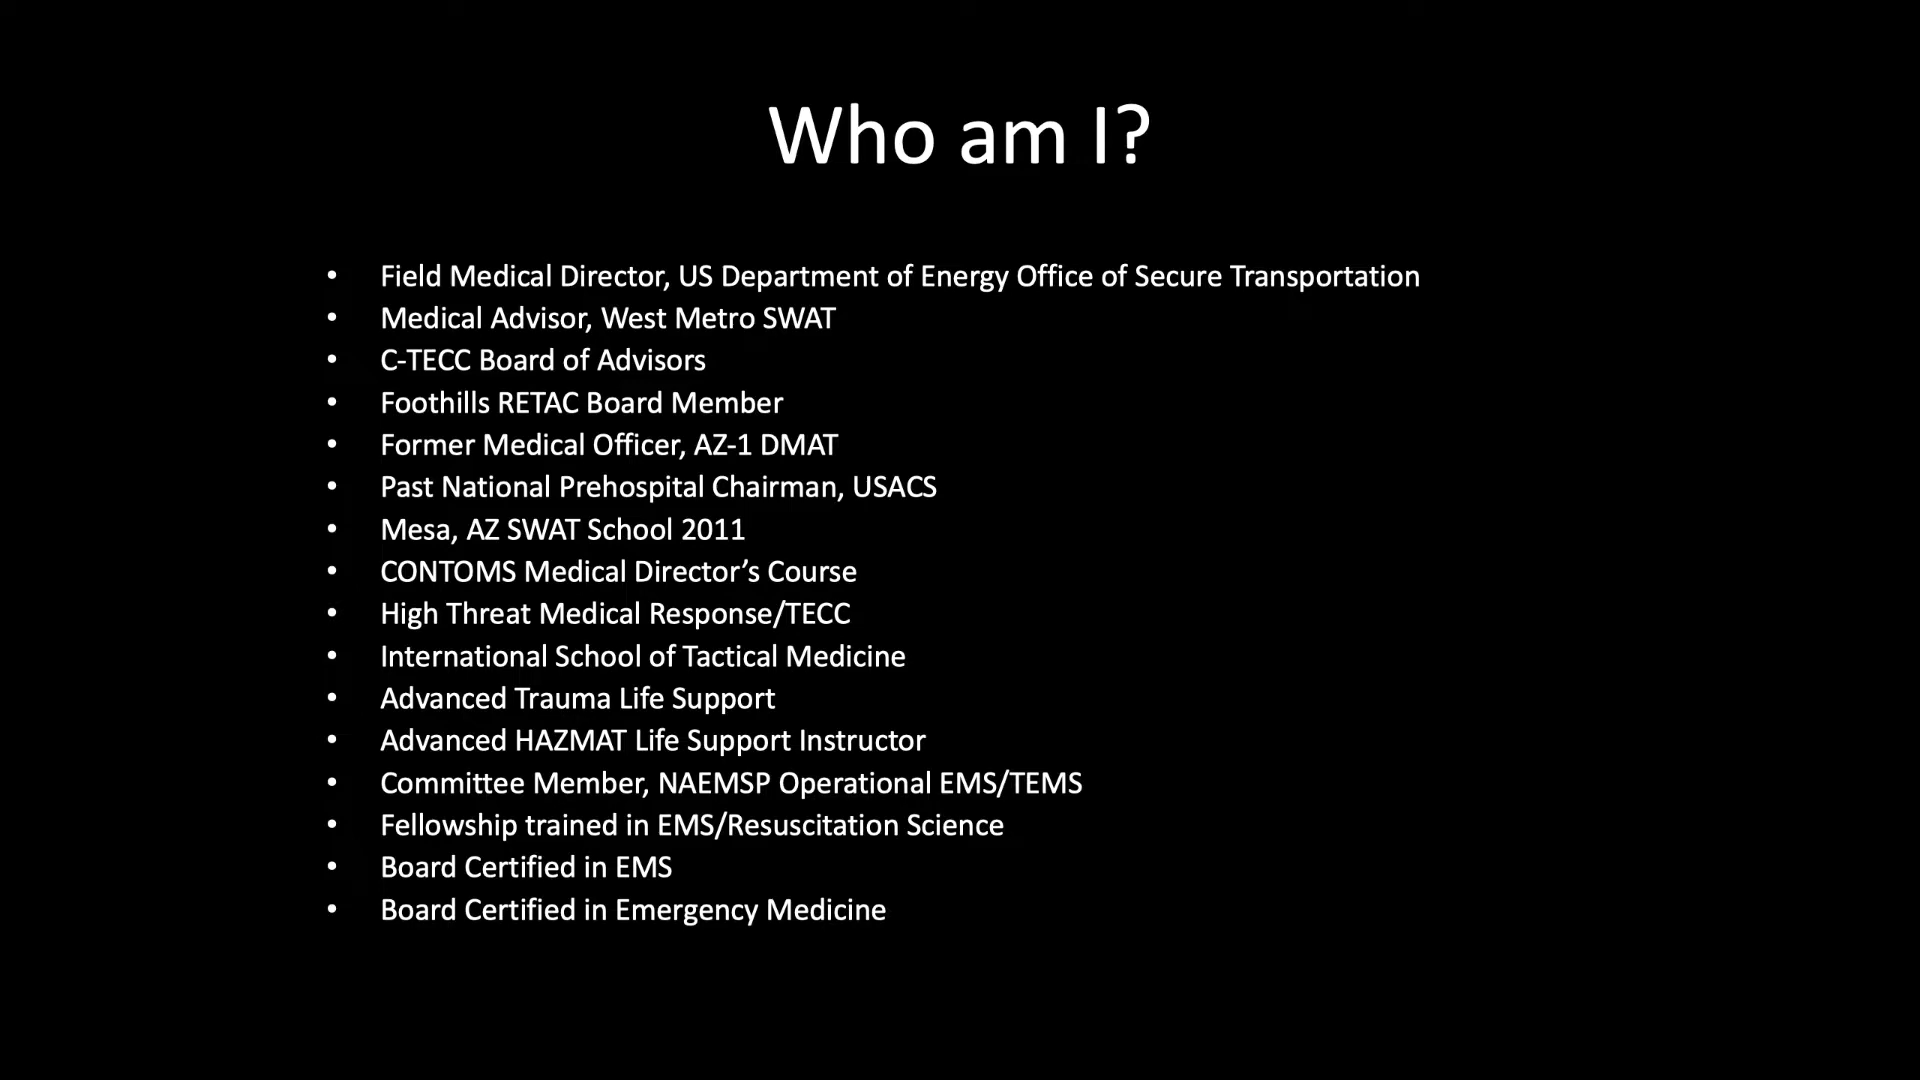 Who am I?
• Field Medical Director, US Department of Energy Office of Secure Transportation
• Medical Advisor, West Metro SWAT
• C-TECC Board of Advisors
• Foothills RETAC Board Member
• Former Medical Officer, AZ-1 DMAT
• Past National Prehospital Chairman, USACS
• Mesa, AZ SWAT School 2011
• CONTOMS Medical Director’s Course
• High Threat Medical Response/TECC
• International School of Tactical Medicine
• Advanced Trauma Life Support
• Advanced HAZMAT Life Support Instructor
• Committee Member, NAEMSP Operational EMS/TEMS
• Fellowship trained in EMS/Resuscitation Science
• Board Certified in EMS
• Board Certified in Emergency Medicine